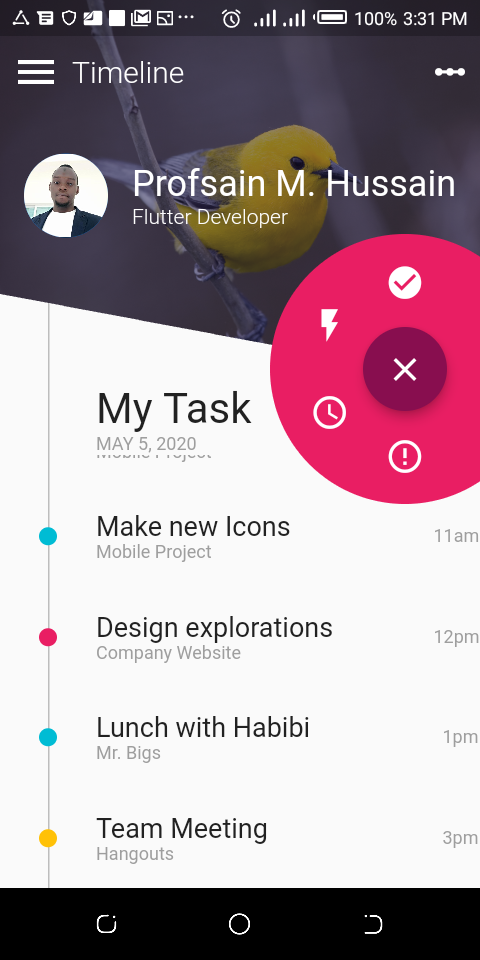 100% 3:31 PM
Timeline
Profsain M. Hussain
Flutter Developer
My Task
MAY 5, 2020
Mobile Project
Make new Icons
11am
Mobile Project
Design explorations
12pm
Company Website
Lunch with Habibi
1pm
Mr. Bigs
Team Meeting
3pm
Hangouts